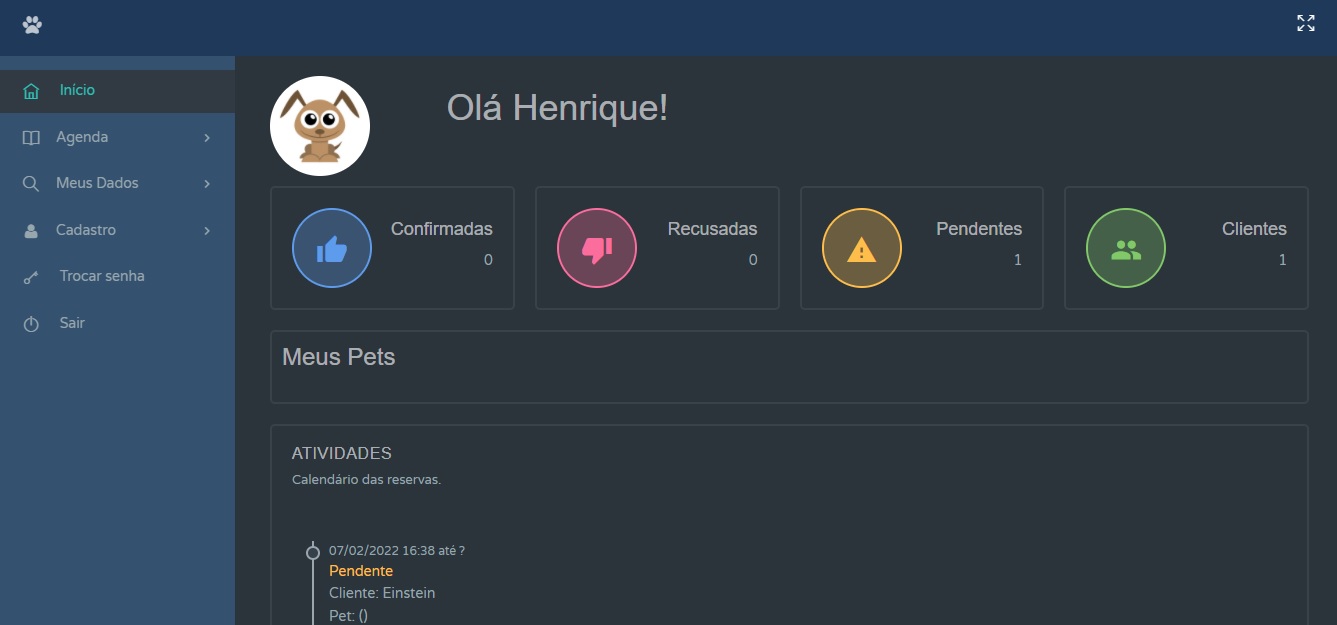 Olá Henrique!
Início
Agenda
Meus Dados
Cadastro
Trocar senha
Sair
Confirmadas
0
Recusadas
0
Pendentes
1
Clientes
1
Meus Pets
ATIVIDADES
Calendário das reservas.
07/02/2022 16:38 até ?
Pendente
Cliente: Einstein
Pet: ()